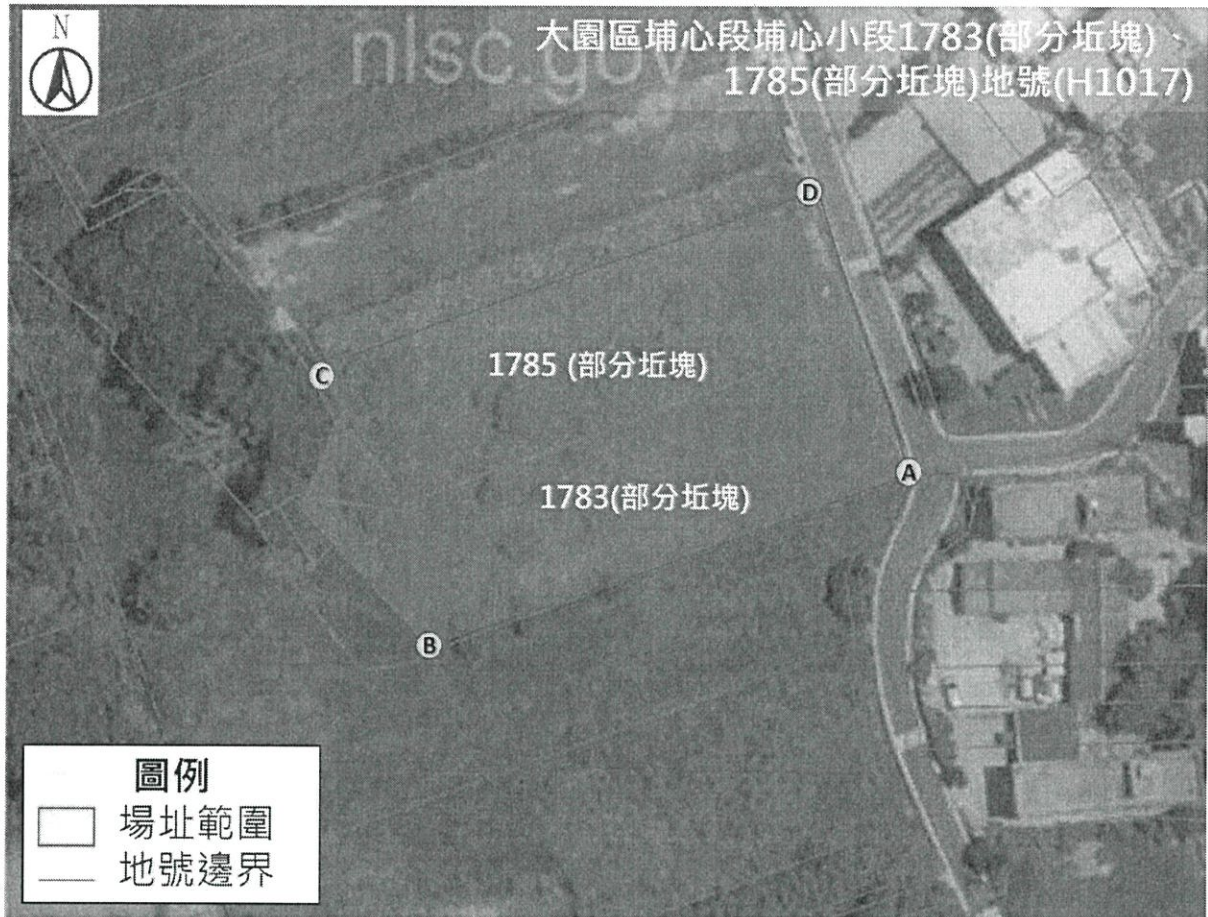 N
nlsc.gov
大園區埔心段埔心小段1783(部分坵塊)、
1785(部分坵塊)地號(H1017)
D
1785 (部分坵塊)
C
A
1783(部分坵塊)
B
圖例
場址範圍
地號邊界